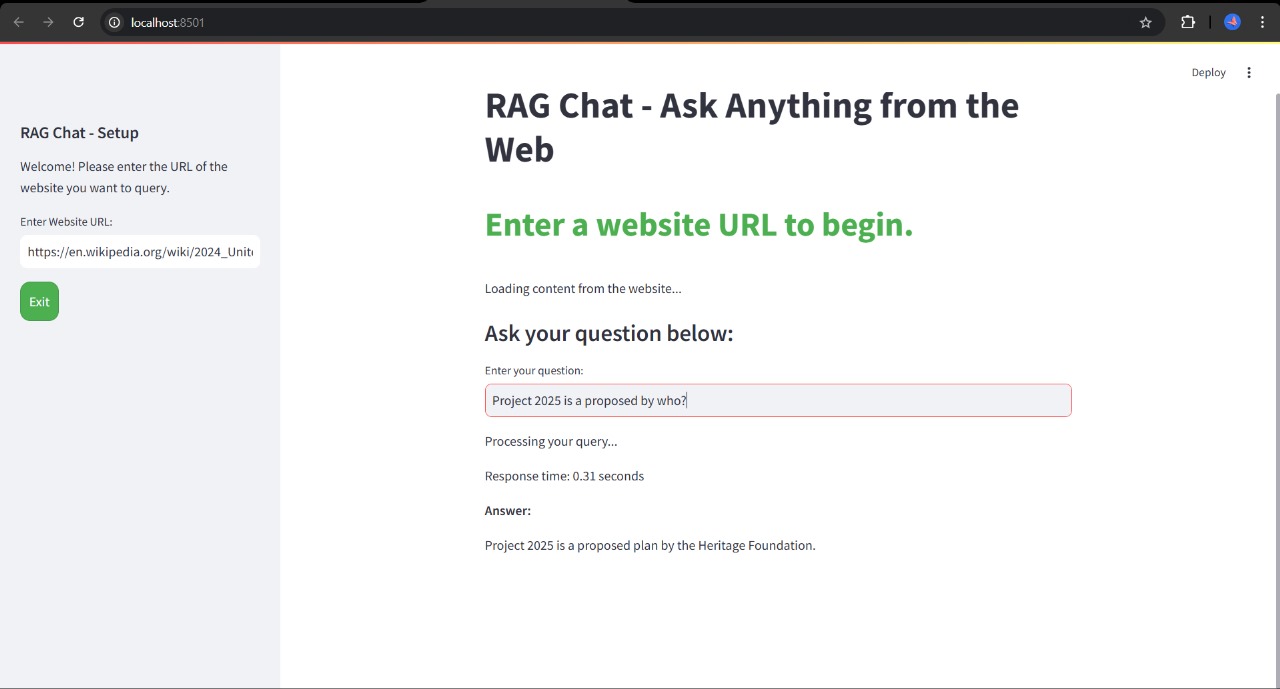 localhost:8501
Deploy
RAG Chat - Setup
Welcome! Please enter the URL of the
website you want to query.
Enter Website URL:
https://en.wikipedia.org/wiki/2024_Unite
Exit
RAG Chat - Ask Anything from the
Web
Enter a website URL to begin.
Loading content from the website...
Ask your question below:
Enter your question:
Project 2025 is a proposed by who?
Processing your query...
Response time: 0.31 seconds
Answer:
Project 2025 is a proposed plan by the Heritage Foundation.